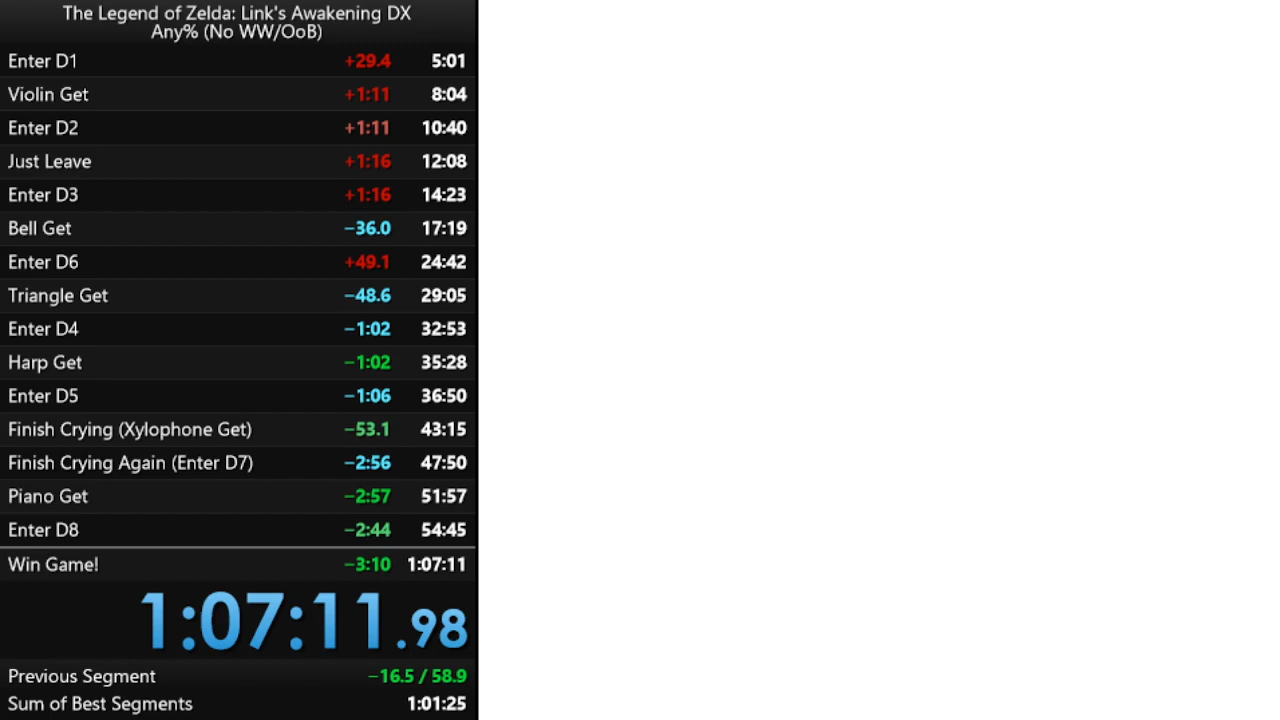 The Legend of Zelda: Link's Awakening DX
Any% (No WW/OoB)
Enter D1 +29.4 5:01
Violin Get +1:11 8:04
Enter D2 +1:11 10:40
Just Leave +1:16 12:08
Enter D3 +1:16 14:23
Bell Get −36.0 17:19
Enter D6 +49.1 24:42
Triangle Get −48.6 29:05
Enter D4 −1:02 32:53
Harp Get −1:02 35:28
Enter D5 −1:06 36:50
Finish Crying (Xylophone Get) −53.1 43:15
Finish Crying Again (Enter D7) −2:56 47:50
Piano Get −2:57 51:57
Enter D8 −2:44 54:45
Win Game! −3:10 1:07:11
1:07:11.98
Previous Segment −16.5 / 58.9
Sum of Best Segments 1:01:25